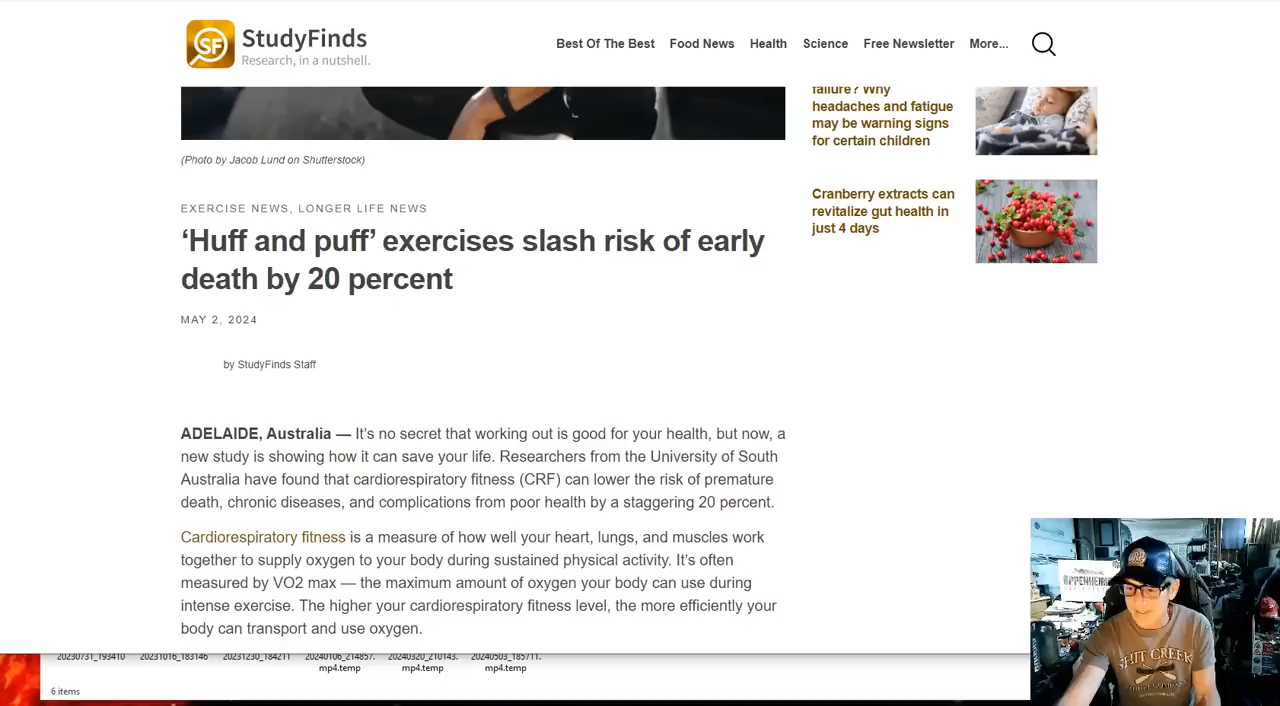 StudyFinds
Research, in a nutshell.
Best Of The Best
Food News
Health
Science
Free Newsletter
More...
SF
failure? Why
headaches and fatigue
may be warning signs
for certain children
(Photo by Jacob Lund on Shutterstock)
Cranberry extracts can
revitalize gut health in
just 4 days
EXERCISE NEWS, LONGER LIFE NEWS
‘Huff and puff’ exercises slash risk of early
death by 20 percent
MAY 2, 2024
by StudyFinds Staff
ADELAIDE, Australia — It’s no secret that working out is good for your health, but now, a
new study is showing how it can save your life. Researchers from the University of South
Australia have found that cardiorespiratory fitness (CRF) can lower the risk of premature
death, chronic diseases, and complications from poor health by a staggering 20 percent.
Cardiorespiratory fitness is a measure of how well your heart, lungs, and muscles work
together to supply oxygen to your body during sustained physical activity. It’s often
measured by VO2 max — the maximum amount of oxygen your body can use during
intense exercise. The higher your cardiorespiratory fitness level, the more efficiently your
body can transport and use oxygen.
20230731_193410
20231016_183146
20231230_184211
20240106_214857.
mp4.temp
20240320_210143.
mp4.temp
20240503_185711.
mp4.temp
6 items
OPPENHEIMER
SHIT CREEK